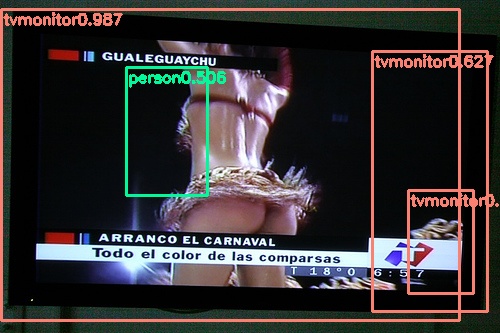 tvmonitor0.987
GUALEGUAYCHU
tvmonitor0.627
person0.506
tvmonitor0.
ARRANCO EL CARNAVAL
Todo el color de las comparsas
T 18°0 6:57